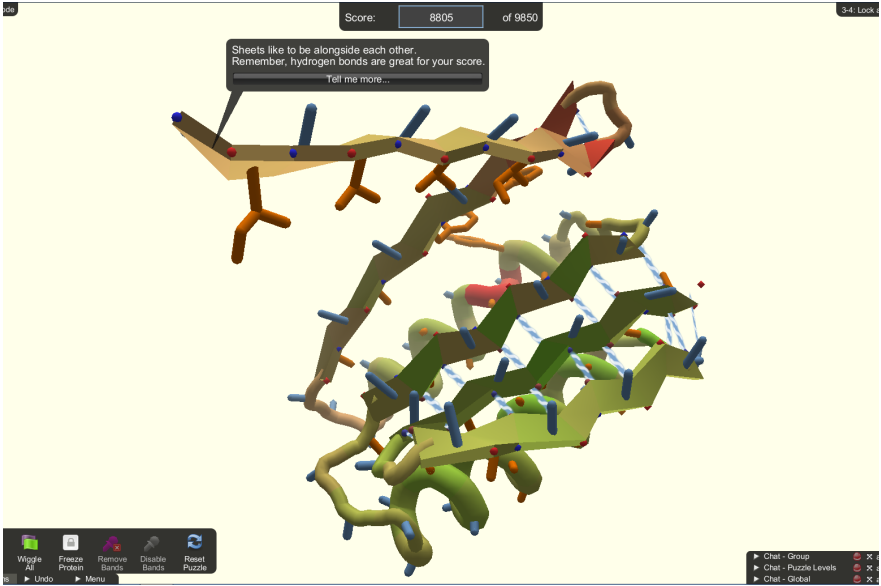 ode
Score: 8805 of 9850
3-4: Lock a
Sheets like to be alongside each other.
Remember, hydrogen bonds are great for your score.
Tell me more...
Wiggle All
Freeze Protein
Remove Bands
Disable Bands
Reset Puzzle
ns
Undo
Menu
Chat - Group
Chat - Puzzle Levels
Chat - Global